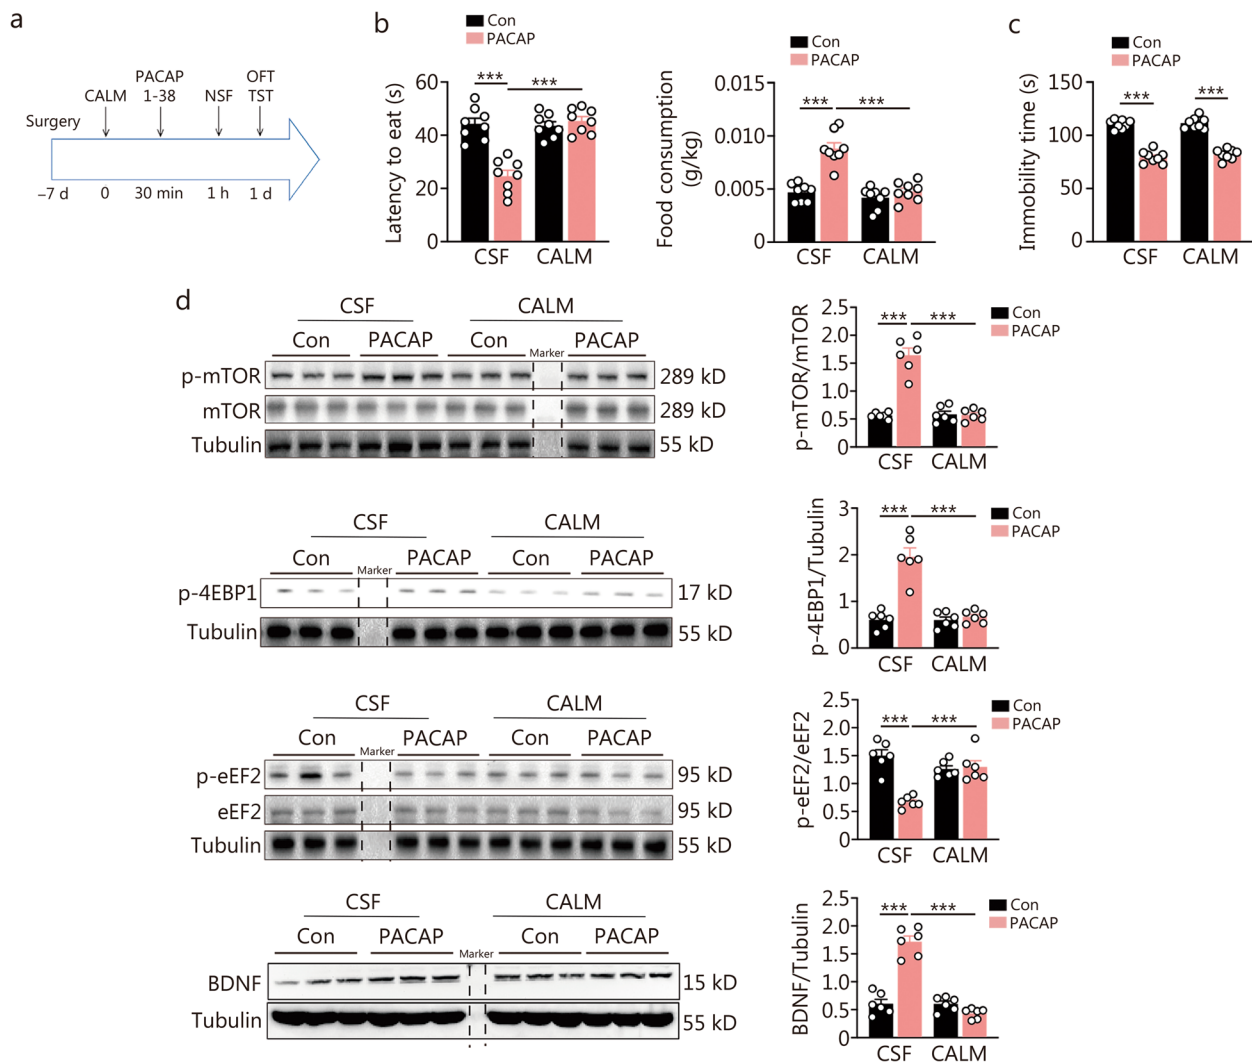 a
PACAP OFT
CALM 1-38 NSF TST
Surgery
−7 d 0 30 min 1 h 1 d
b
Con
PACAP
Latency to eat (s)
60
40
20
0
*** ***
CSF CALM
Con
PACAP
Food consumption
(g/kg)
0.015
0.010
0.005
0
*** ***
CSF CALM
c
Con
PACAP
Immobility time (s)
150
100
50
0
*** ***
CSF CALM
d
CSF CALM
Con PACAP Con Marker PACAP
p-mTOR 289 kD
mTOR 289 kD
Tubulin 55 kD
p-mTOR/mTOR
2.5
2.0
1.5
1.0
0.5
0
*** ***
Con
PACAP
CSF CALM
CSF CALM
Con Marker PACAP Con PACAP
p-4EBP1 17 kD
Tubulin 55 kD
p-4EBP1/Tubulin
3
2
1
0
*** ***
Con
PACAP
CSF CALM
CSF CALM
Con Marker PACAP Con PACAP
p-eEF2 95 kD
eEF2 95 kD
Tubulin 55 kD
p-eEF2/eEF2
2.5
2.0
1.5
1.0
0.5
0
*** ***
Con
PACAP
CSF CALM
CSF CALM
Con PACAP Marker Con PACAP
BDNF 15 kD
Tubulin 55 kD
BDNF/Tubulin
2.5
2.0
1.5
1.0
0.5
0
*** ***
Con
PACAP
CSF CALM